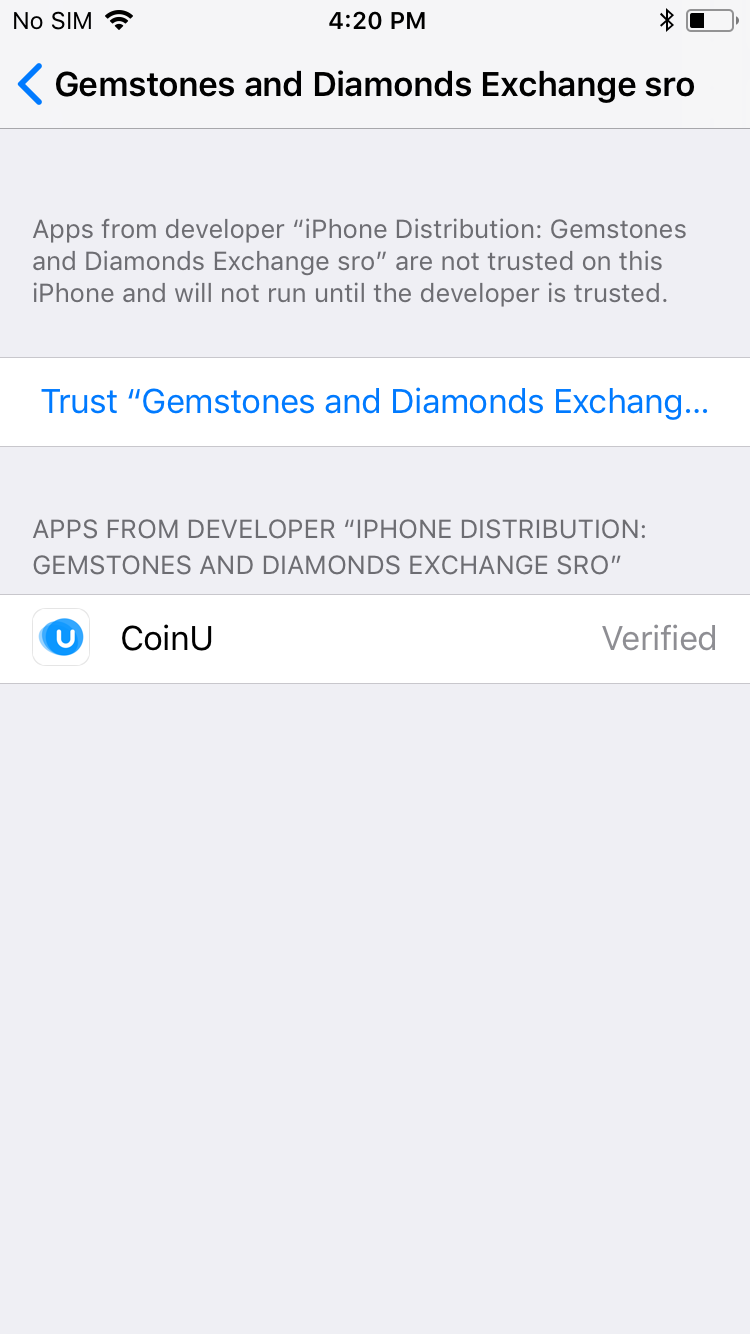 No SIM 4:20 PM
Gemstones and Diamonds Exchange sro
Apps from developer “iPhone Distribution: Gemstones
and Diamonds Exchange sro” are not trusted on this
iPhone and will not run until the developer is trusted.
Trust “Gemstones and Diamonds Exchang...
APPS FROM DEVELOPER “IPHONE DISTRIBUTION:
GEMSTONES AND DIAMONDS EXCHANGE SRO”
U CoinU Verified